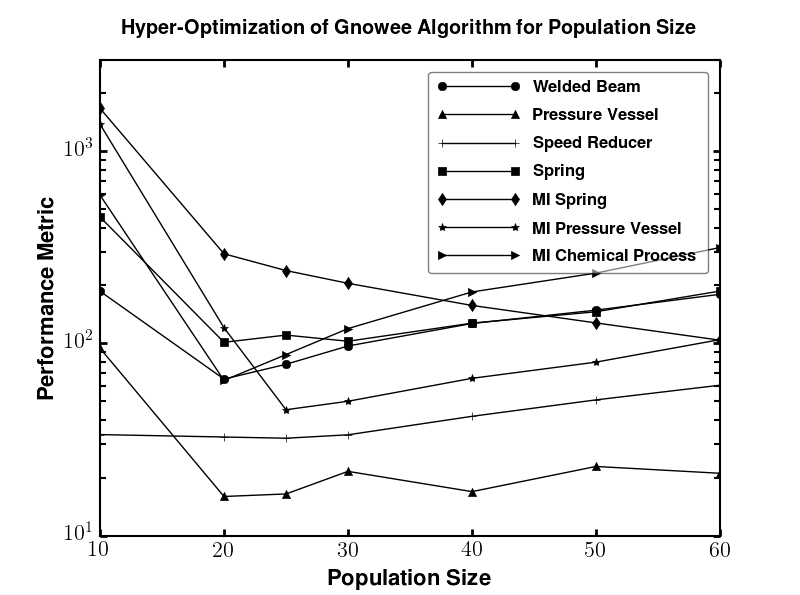 Hyper-Optimization of Gnowee Algorithm for Population Size
Welded Beam
Pressure Vessel
Speed Reducer
Spring
MI Spring
MI Pressure Vessel
MI Chemical Process
Performance Metric
10³
10²
10¹
10 20 30 40 50 60
Population Size